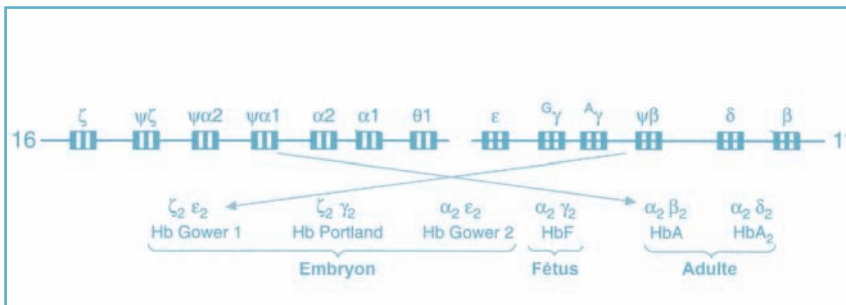 ζ ψζ ψα2 ψα1 α2 α1 θ1 ε Gγ Aγ ψβ δ β
16 11
ζ2 ε2 ζ2 γ2 α2 ε2 α2 γ2 α2 β2 α2 δ2
Hb Gower 1 Hb Portland Hb Gower 2 HbF HbA HbA2
Embryon Fétus Adulte